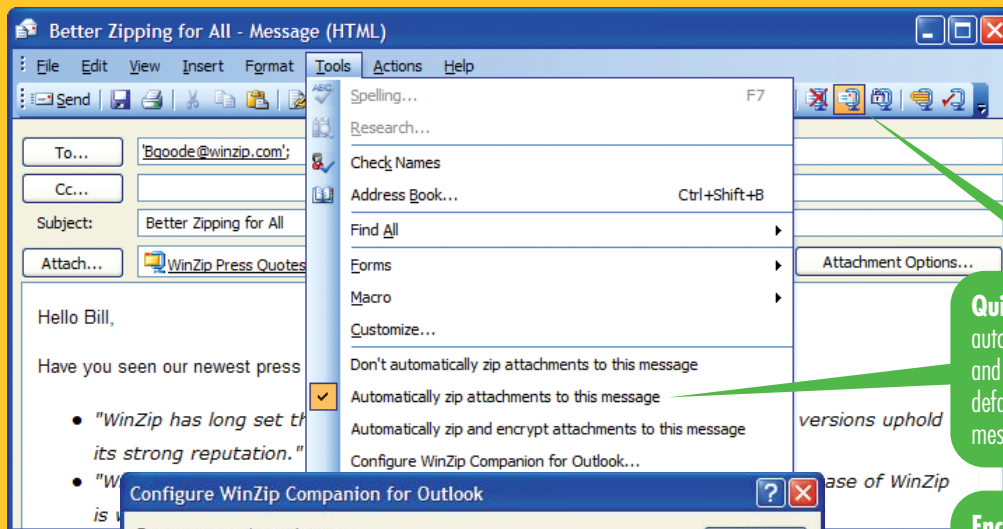 Better Zipping for All - Message (HTML)
File Edit View Insert Format Tools Actions Help
Send
ABC Spelling... F7
Research...
Check Names
Address Book... Ctrl+Shift+B
Find All
Forms
Macro
Customize...
Don't automatically zip attachments to this message
Automatically zip attachments to this message
Automatically zip and encrypt attachments to this message
Configure WinZip Companion for Outlook...
To... 'Bgoode@winzip.com';
Cc...
Subject: Better Zipping for All
Attach... WinZip Press Quotes
Attachment Options...
Hello Bill,
Have you seen our newest press
• "WinZip has long set versions uphold
its strong reputation."
• "W ase of WinZip
is
Configure WinZip Companion for Outlook
Qui
auto
and
defa
mes